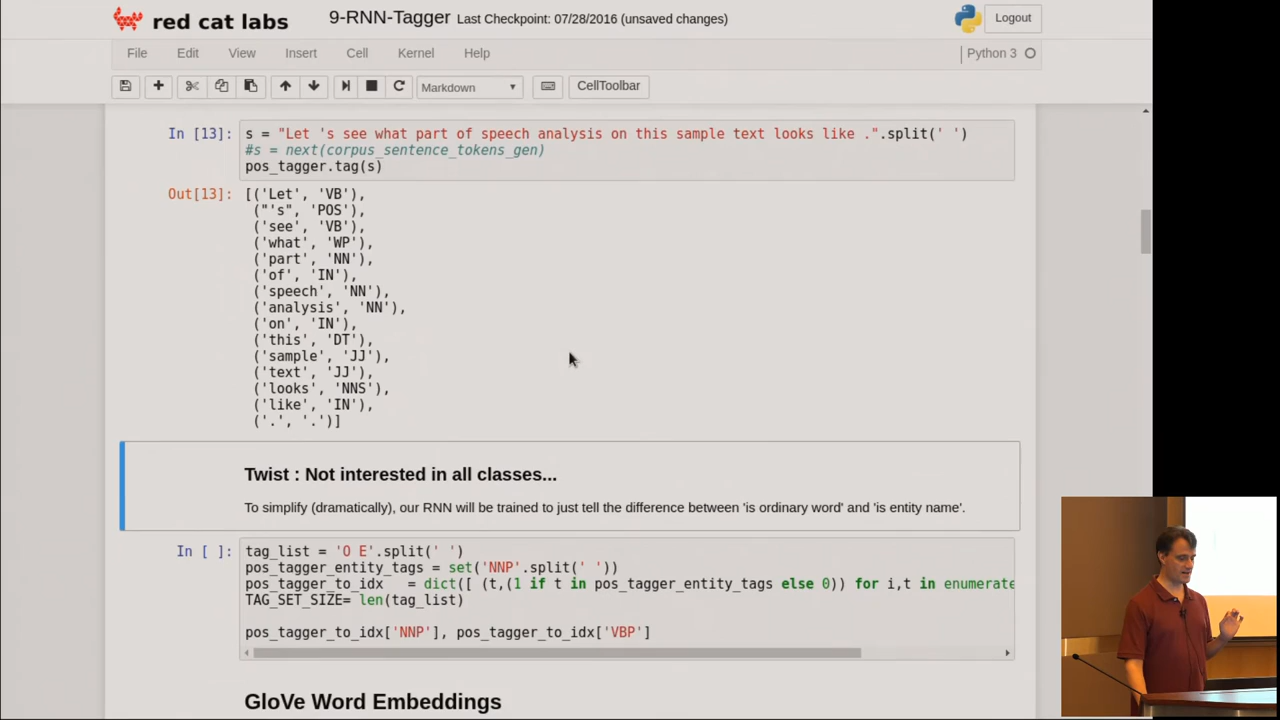 red cat labs
9-RNN-Tagger Last Checkpoint: 07/28/2016 (unsaved changes)
Logout
File Edit View Insert Cell Kernel Help
Python 3
Markdown
CellToolbar
In [13]: s = "Let 's see what part of speech analysis on this sample text looks like .".split(' ')
#s = next(corpus_sentence_tokens_gen)
pos_tagger.tag(s)
Out[13]: [('Let', 'VB'),
("'s", 'POS'),
('see', 'VB'),
('what', 'WP'),
('part', 'NN'),
('of', 'IN'),
('speech', 'NN'),
('analysis', 'NN'),
('on', 'IN'),
('this', 'DT'),
('sample', 'JJ'),
('text', 'JJ'),
('looks', 'NNS'),
('like', 'IN'),
('.', '.')]
Twist : Not interested in all classes...
To simplify (dramatically), our RNN will be trained to just tell the difference between 'is ordinary word' and 'is entity name'.
In [ ]: tag_list = 'O E'.split(' ')
pos_tagger_entity_tags = set('NNP'.split(' '))
pos_tagger_to_idx = dict([ (t,(1 if t in pos_tagger_entity_tags else 0)) for i,t in enumerate
TAG_SET_SIZE= len(tag_list)
pos_tagger_to_idx['NNP'], pos_tagger_to_idx['VBP']
GloVe Word Embeddings